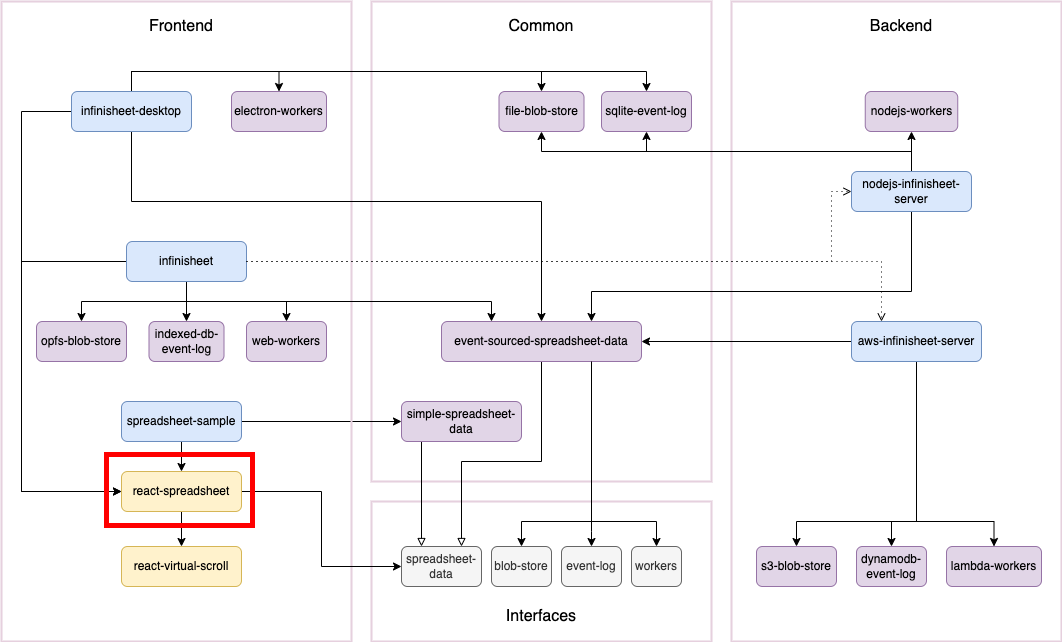 Frontend
Common
Backend
infinisheet-desktop
electron-workers
file-blob-store
sqlite-event-log
nodejs-workers
nodejs-infinisheet-
server
infinisheet
opfs-blob-store
indexed-db-
event-log
web-workers
event-sourced-spreadsheet-data
aws-infinisheet-server
spreadsheet-sample
simple-spreadsheet-
data
react-spreadsheet
react-virtual-scroll
spreadsheet-
data
blob-store
event-log
workers
s3-blob-store
dynamodb-
event-log
lambda-workers
Interfaces